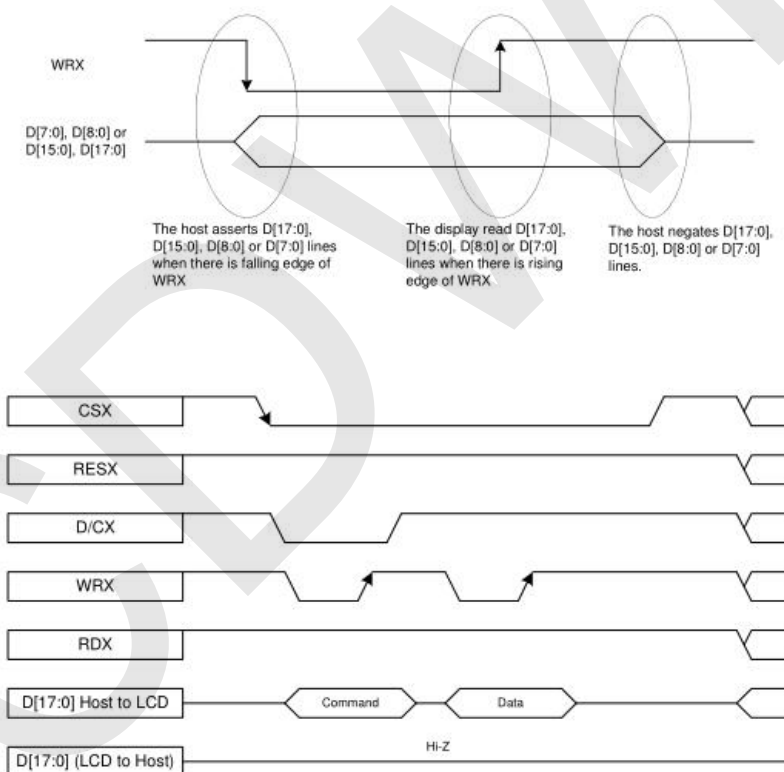 WRX
D[7:0], D[8:0] or
D[15:0], D[17:0]
The host asserts D[17:0],
D[15:0], D[8:0] or D[7:0] lines
when there is falling edge of
WRX
The display read D[17:0],
D[15:0], D[8:0] or D[7:0]
lines when there is rising
edge of WRX
The host negates D[17:0],
D[15:0], D[8:0] or D[7:0]
lines.
CSX
RESX
D/CX
WRX
RDX
D[17:0] Host to LCD
Command
Data
D[17:0] (LCD to Host)
Hi-Z